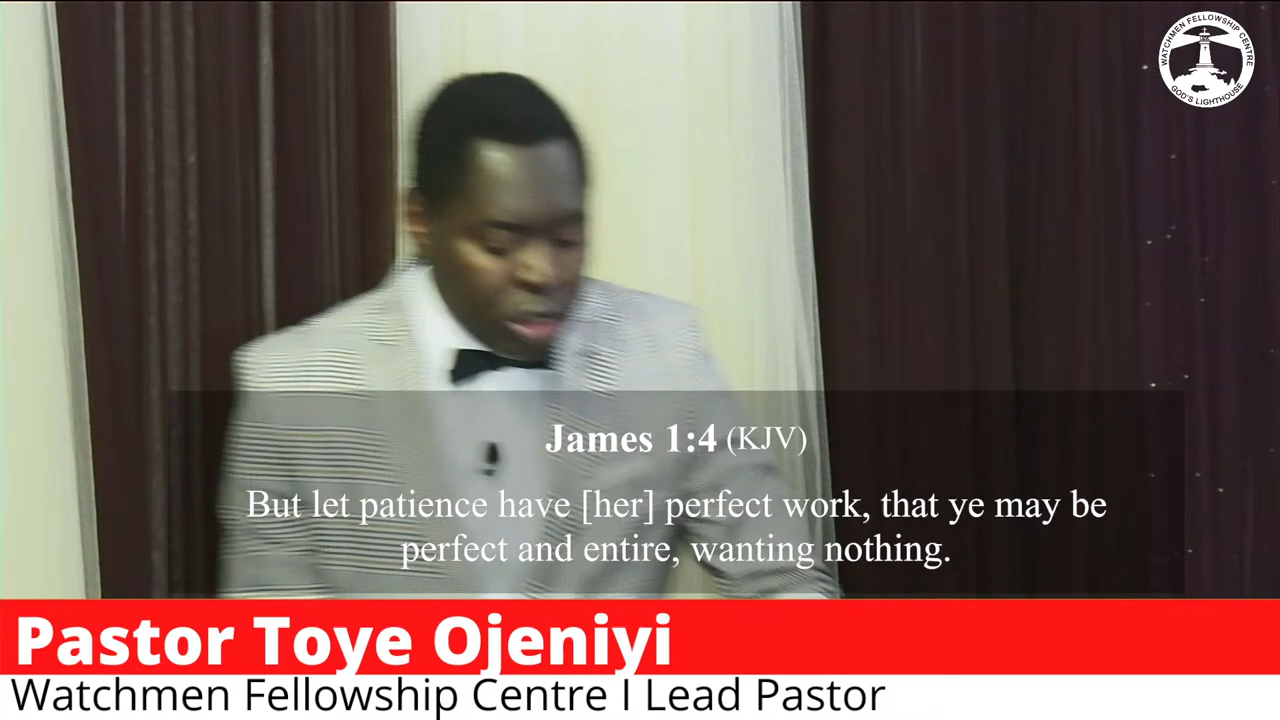 WATCHMEN FELLOWSHIP CENTRE
GOD'S LIGHTHOUSE
James 1:4 (KJV)
But let patience have [her] perfect work, that ye may be
perfect and entire, wanting nothing.
Pastor Toye Ojeniyi
Watchmen Fellowship Centre I Lead Pastor